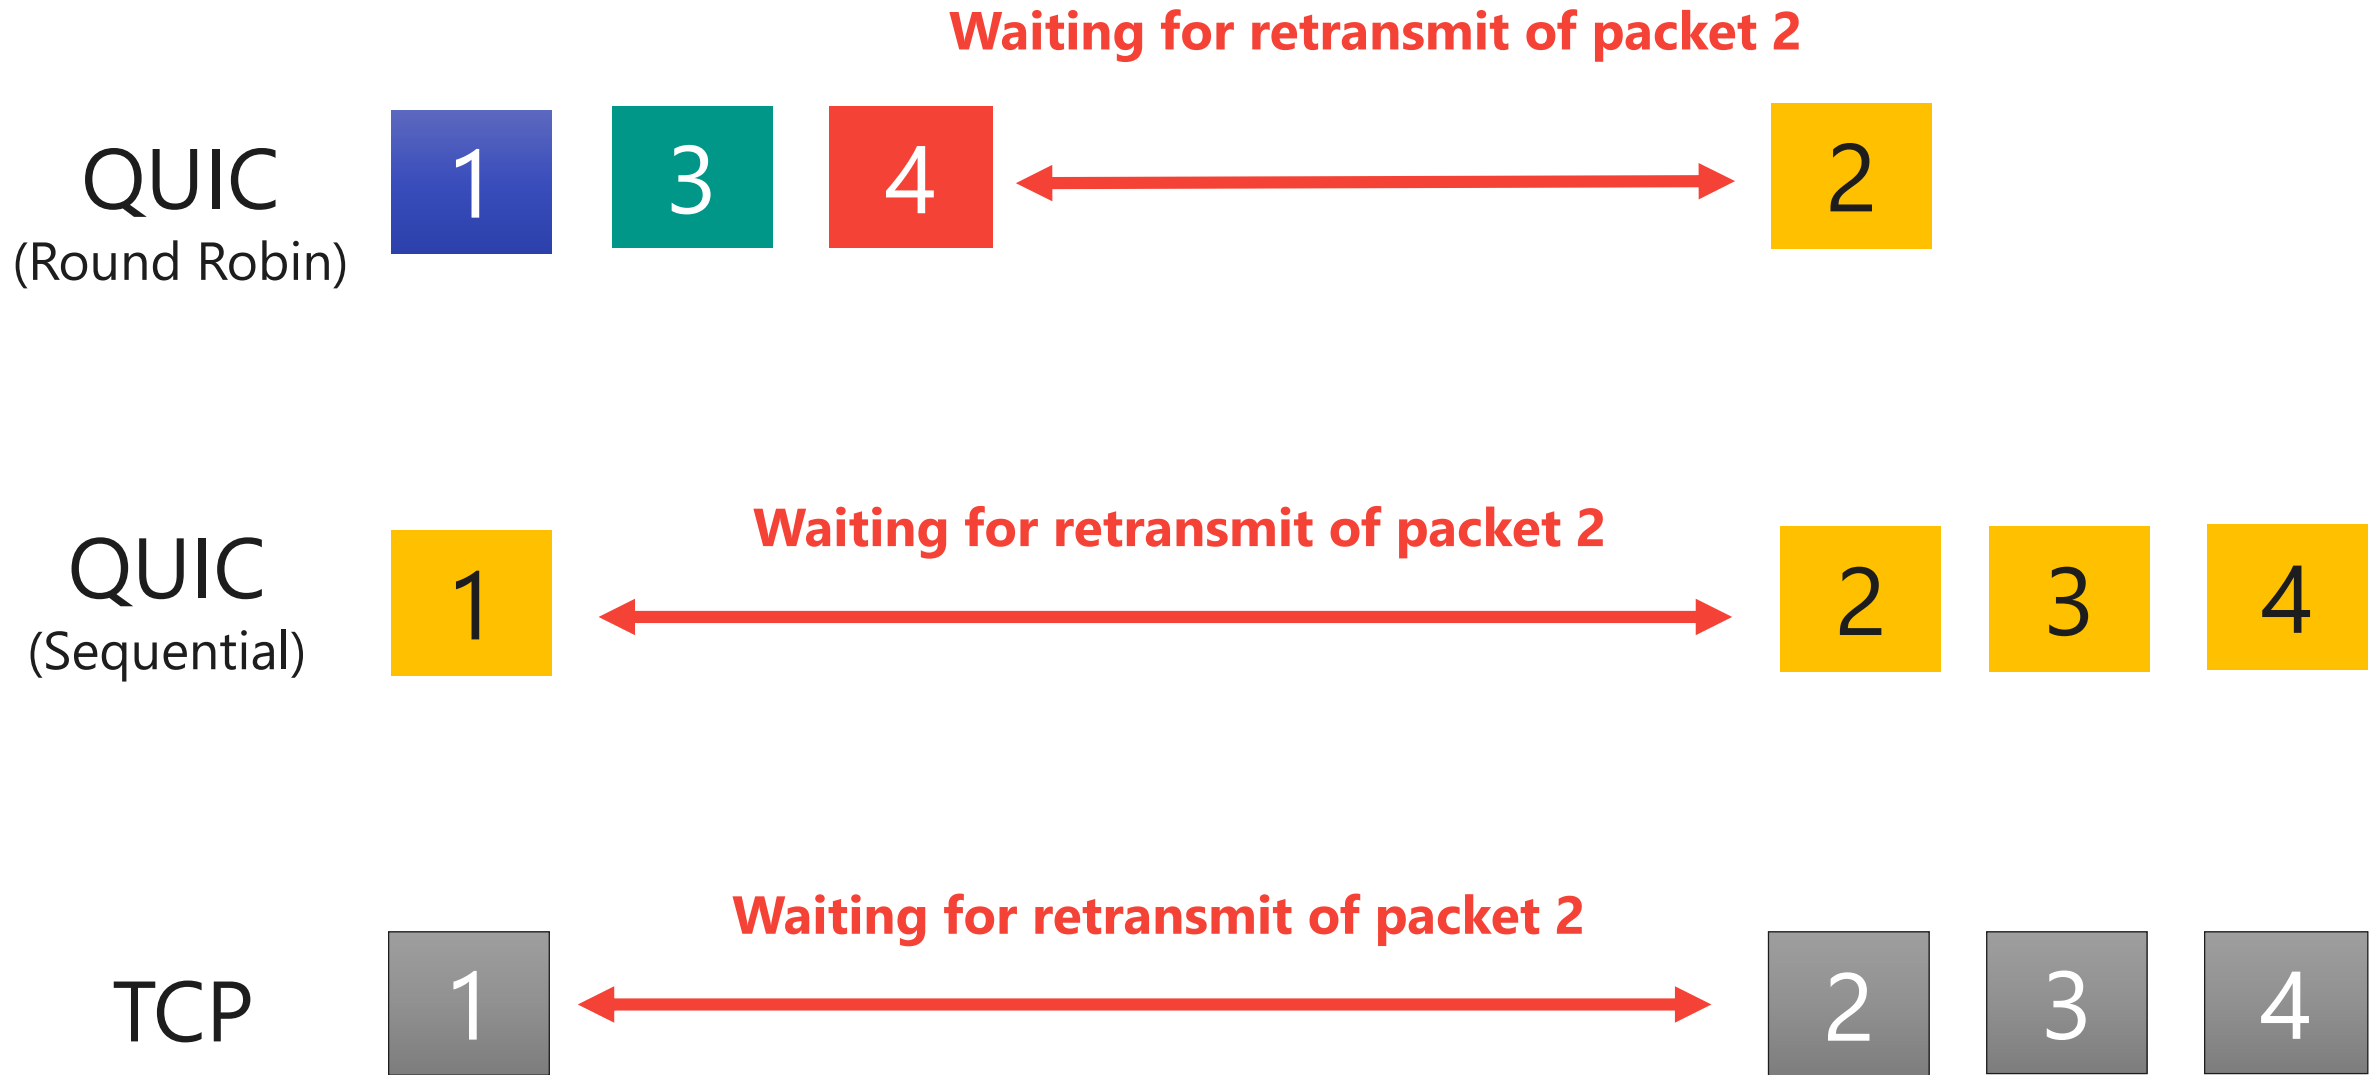 Waiting for retransmit of packet 2
QUIC
(Round Robin)
1
3
4
2
Waiting for retransmit of packet 2
QUIC
(Sequential)
1
2
3
4
Waiting for retransmit of packet 2
TCP
1
2
3
4